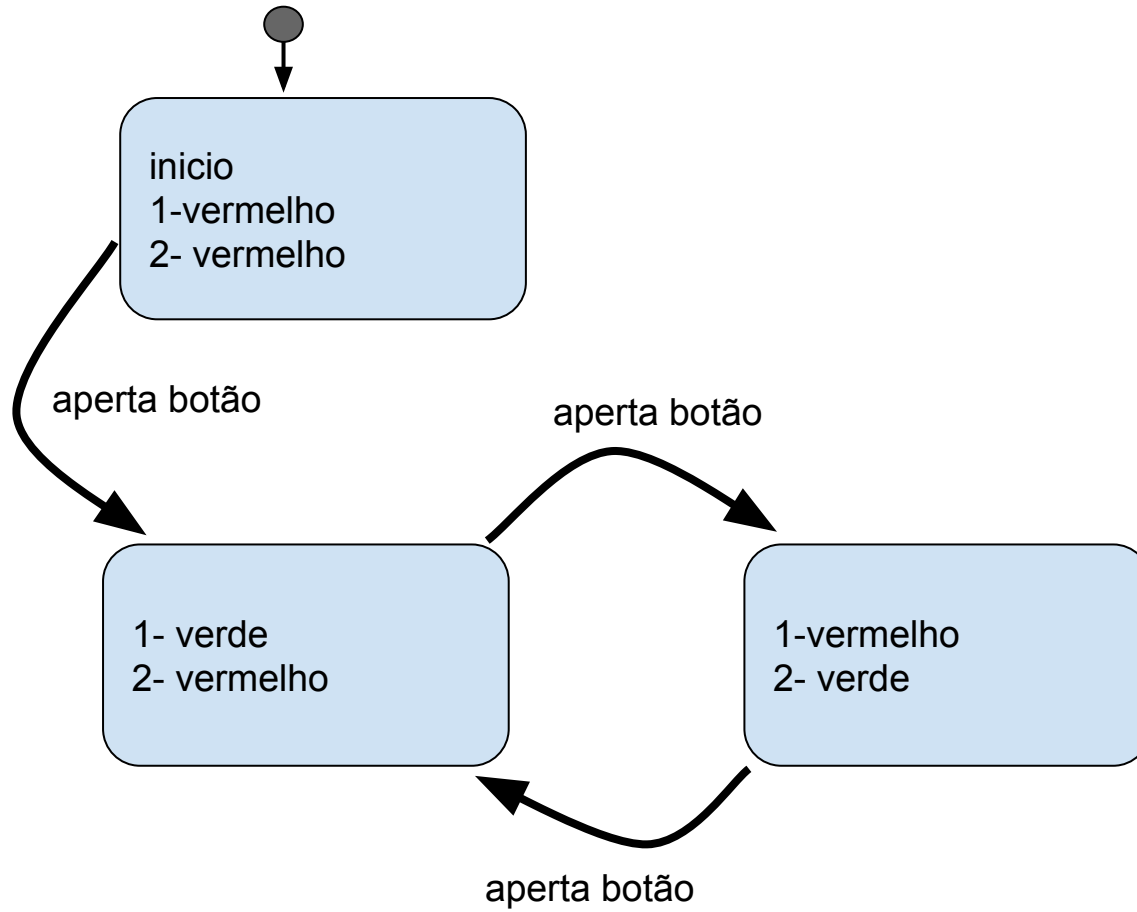 inicio
1-vermelho
2- vermelho
aperta botão
aperta botão
1- verde
2- vermelho
1-vermelho
2- verde
aperta botão